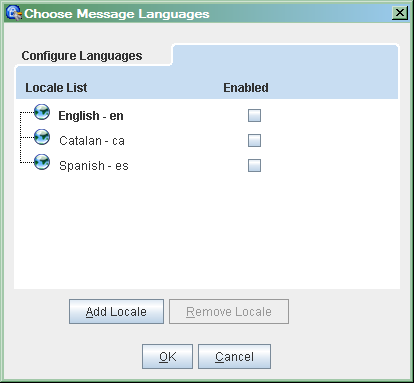 Choose Message Languages
Configure Languages
Locale List Enabled
English - en
Catalan - ca
Spanish - es
Add Locale Remove Locale
OK Cancel